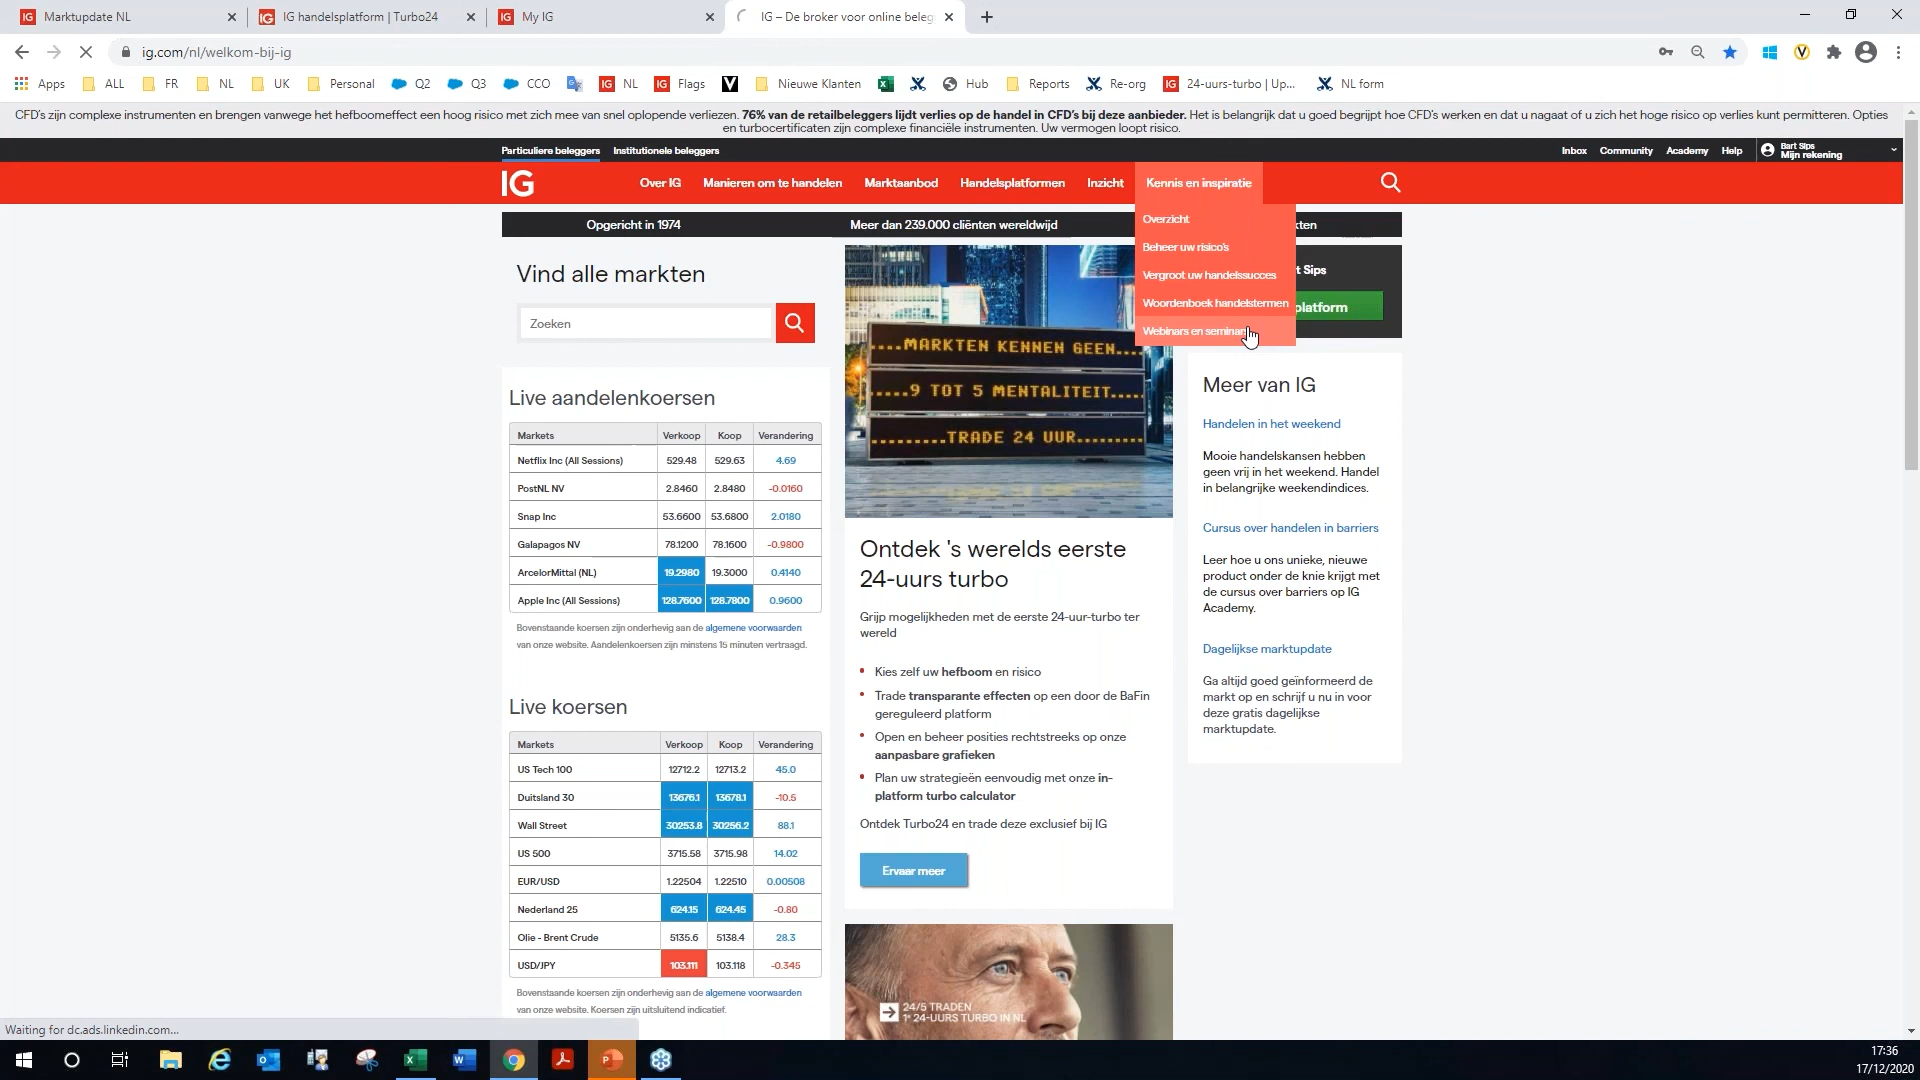 Marktupdate NL
IG handelsplatform | Turbo24
My IG
IG – De broker voor online beleg
ig.com/nl/welkom-bij-ig
Apps
ALL
FR
NL
UK
Personal
Q2
Q3
CCO
NL
Flags
Nieuwe Klanten
Hub
Reports
Re-org
24-uurs-turbo | Up...
NL form
CFD's zijn complexe instrumenten en brengen vanwege het hefboomeffect een hoog risico met zich mee van snel oplopende verliezen. 76% van de retailbeleggers lijdt verlies op de handel in CFD's bij deze aanbieder. Het is belangrijk dat u goed begrijpt hoe CFD's werken en dat u nagaat of u zich het hoge risico op verlies kunt permitteren. Opties
en turbocertificaten zijn complexe financiële instrumenten. Uw vermogen loopt risico.
Particuliere beleggers
Institutionele beleggers
Inbox
Community
Academy
Help
Bart Sips
Mijn rekening
IG
Over IG
Manieren om te handelen
Marktaanbod
Handelsplatformen
Inzicht
Kennis en inspiratie
Overzicht
Beheer uw risico's
Vergroot uw handelssucces
Woordenboek handelstermen
Webinars en seminars
Opgericht in 1974
Meer dan 239.000 cliënten wereldwijd
kten
t Sips
platform
Vind alle markten
Zoeken
Live aandelenkoersen
Markets Verkoop Koop Verandering
Netflix Inc (All Sessions) 529.48 529.63 4.69
PostNL NV 2.8460 2.8480 -0.0160
Snap Inc 53.6600 53.6800 2.0180
Galapagos NV 78.1200 78.1600 -0.9800
ArcelorMittal (NL) 19.2980 19.3000 0.4140
Apple Inc (All Sessions) 128.7600 128.7800 0.9600
Bovenstaande koersen zijn onderhevig aan de algemene voorwaarden
van onze website. Aandelenkoersen zijn minstens 15 minuten vertraagd.
Live koersen
Markets Verkoop Koop Verandering
US Tech 100 12712.2 12713.2 45.0
Duitsland 30 13676.1 13678.1 -10.5
Wall Street 30253.8 30256.2 88.1
US 500 3715.58 3715.98 14.02
EUR/USD 1.22504 1.22510 0.00508
Nederland 25 624.15 624.45 -0.80
Olie - Brent Crude 5135.6 5138.4 28.3
USD/JPY 103.111 103.118 -0.345
Bovenstaande koersen zijn onderhevig aan de algemene voorwaarden
van onze website. Koersen zijn uitsluitend indicatief.
....MARKTEN KENNEN GEEN....
.....9 TOT 5 MENTALITEIT.....
.........TRADE 24 UUR.........
Ontdek 's werelds eerste
24-uurs turbo
Grijp mogelijkheden met de eerste 24-uur-turbo ter
wereld
Kies zelf uw hefboom en risico
Trade transparante effecten op een door de BaFin
gereguleerd platform
Open en beheer posities rechtstreeks op onze
aanpasbare grafieken
Plan uw strategieën eenvoudig met onze in-
platform turbo calculator
Ontdek Turbo24 en trade deze exclusief bij IG
Ervaar meer
24/5 TRADEN
1e 24-UURS TURBO IN NL
Meer van IG
Handelen in het weekend
Mooie handelskansen hebben
geen vrij in het weekend. Handel
in belangrijke weekendindices.
Cursus over handelen in barriers
Leer hoe u ons unieke, nieuwe
product onder de knie krijgt met
de cursus over barriers op IG
Academy.
Dagelijkse marktupdate
Ga altijd goed geïnformeerd de
markt op en schrijf u nu in voor
deze gratis dagelijkse
marktupdate.
Waiting for dc.ads.linkedin.com...
17:36
17/12/2020